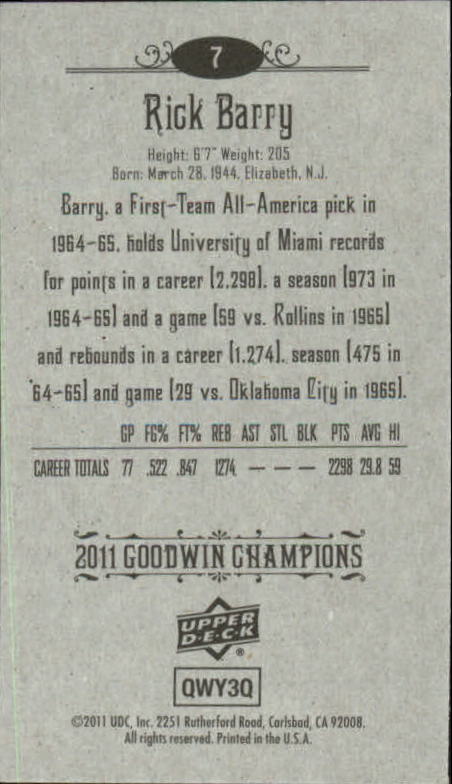 7
Rick Barry
Height: 6'7" Weight: 205
Born: March 28, 1944, Elizabeth, N.J.
Barry, a First-Team All-America pick in
1964-65, holds University of Miami records
for points in a career (2,298), a season (973 in
1964-65) and a game (59 vs. Rollins in 1965)
and rebounds in a career (1,274), season (475 in
'64-65) and game (29 vs. Oklahoma City in 1965).
GP FG% FT% REB AST STL BLK PTS AVG HI
CAREER TOTALS 77 .522 .847 1274 — — — 2298 29.8 59
2011 GOODWIN CHAMPIONS
UPPER
D·E·C·K
®
QWY3Q
©2011 UDC, Inc. 2251 Rutherford Road, Carlsbad, CA 92008.
All rights reserved. Printed in the U.S.A.